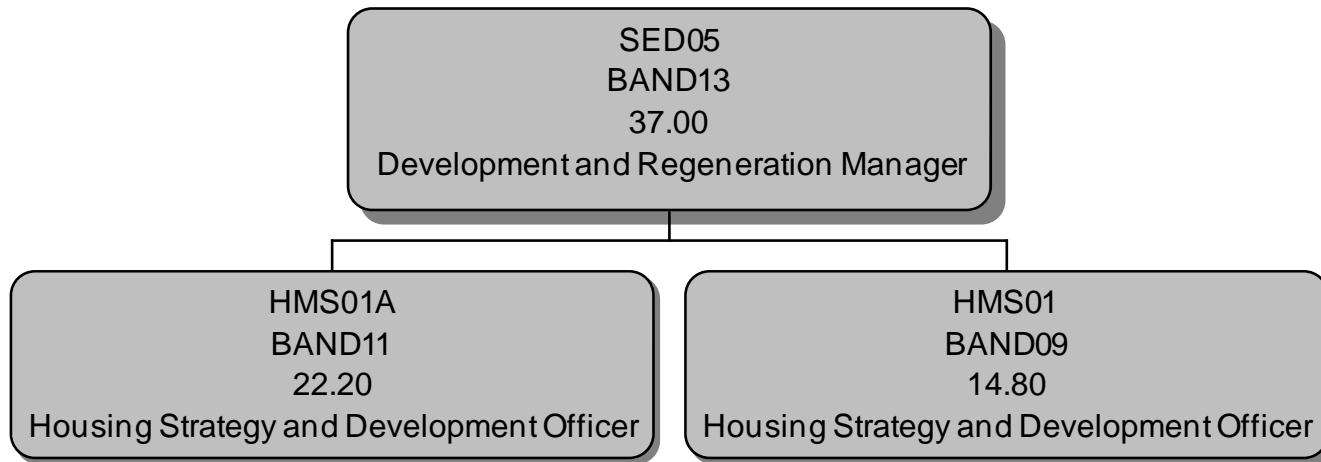 SED05
BAND13
37.00
Development and Regeneration Manager
HMS01A
BAND11
22.20
Housing Strategy and Development Officer
HMS01
BAND09
14.80
Housing Strategy and Development Officer